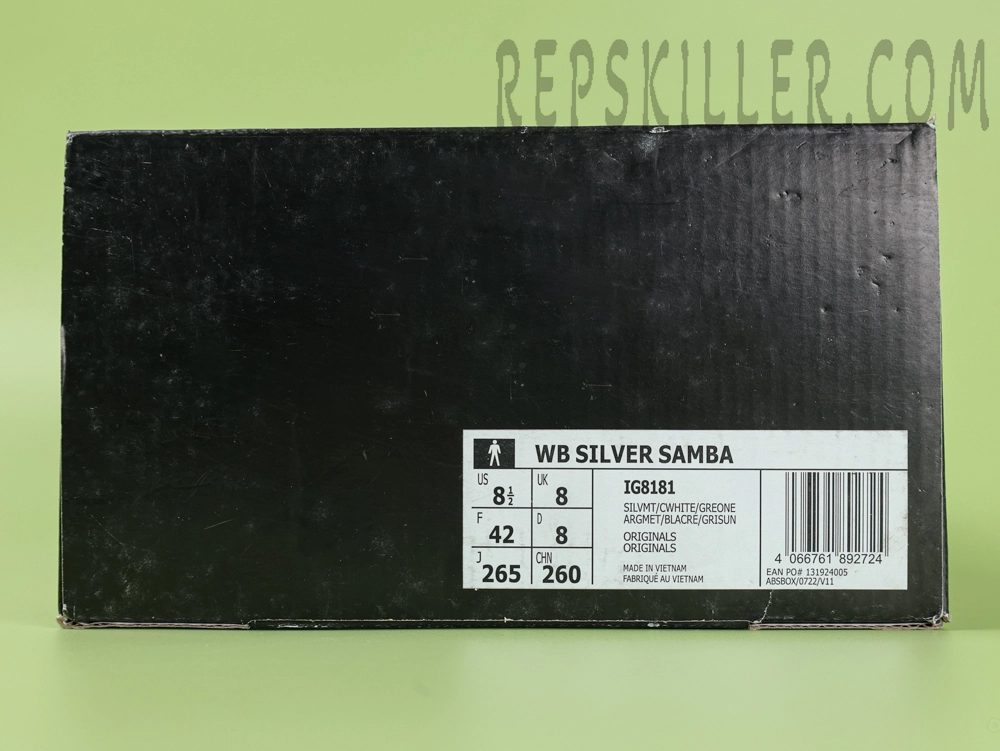 REPSKILLER.COM
WB SILVER SAMBA
US 8½ UK 8
F 42 D 8
J 265 CHN 260
IG8181
SILVMT/CWHITE/GREONE
ARGMET/BLACRE/GRISUN
ORIGINALS
ORIGINALS
MADE IN VIETNAM
FABRIQUÉ AU VIETNAM
4 066761 892724
EAN PO# 131924005
ABSBOX/0722/V11